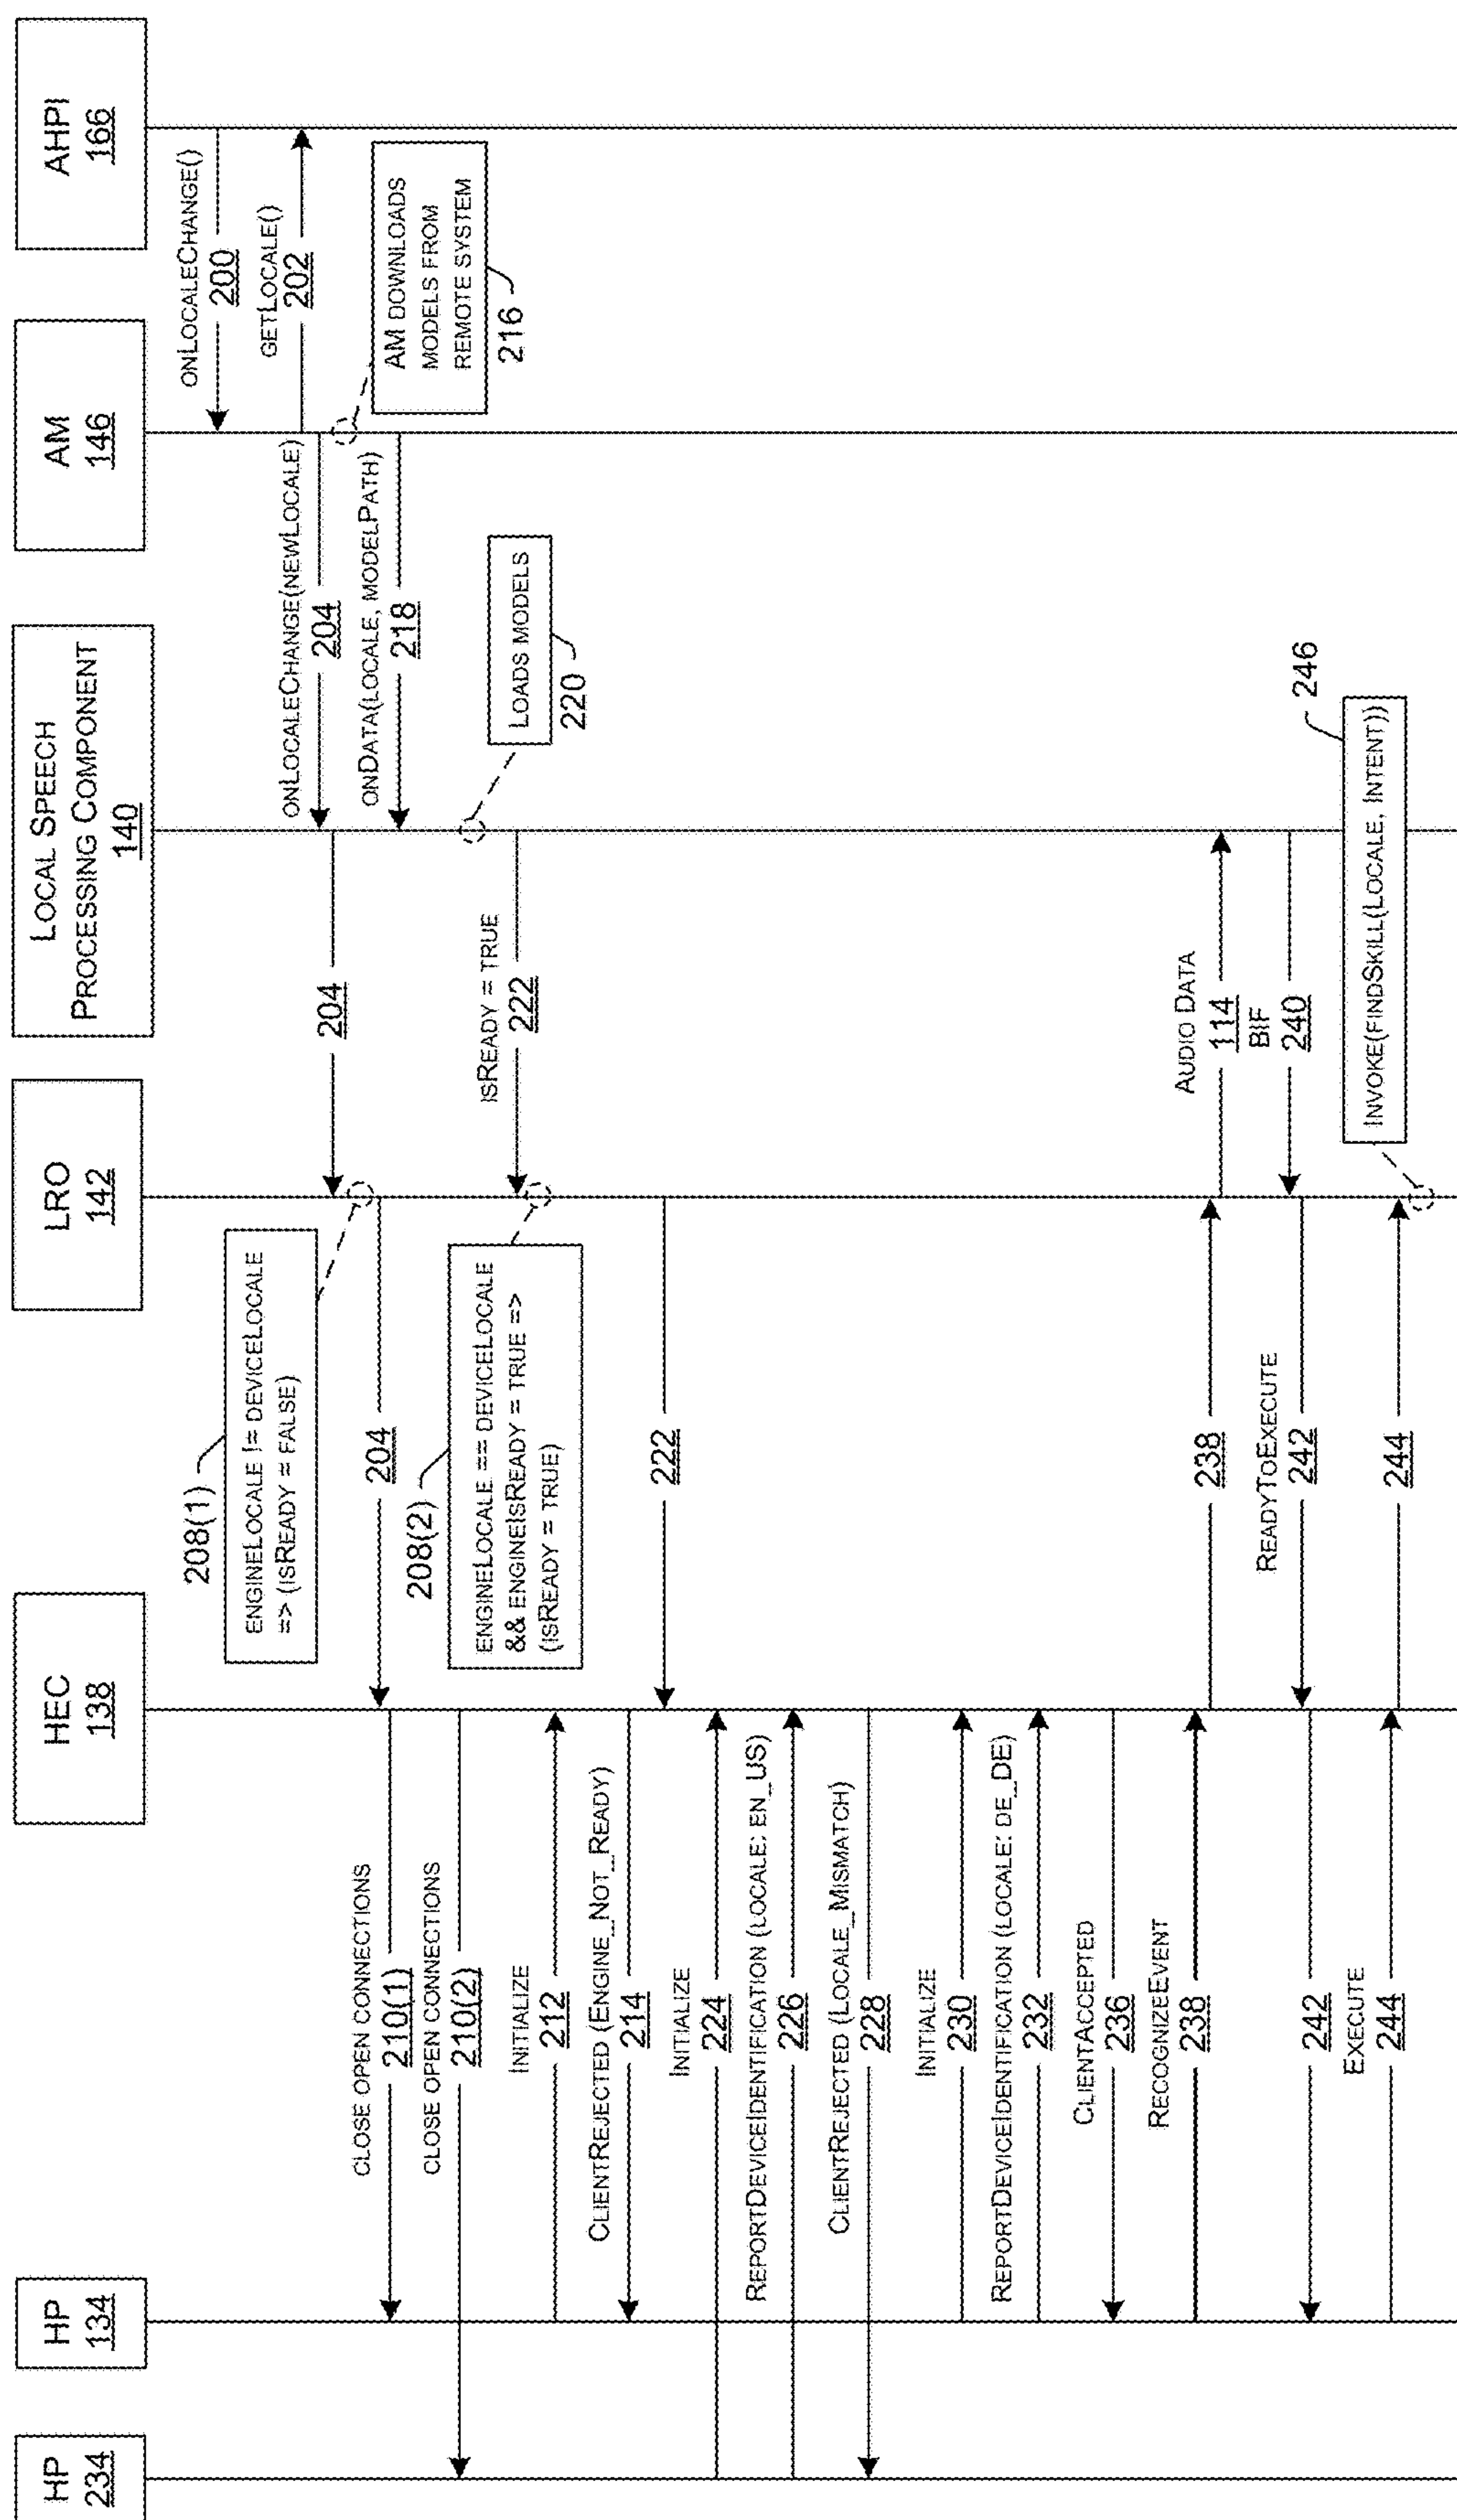 HP
234
HP
134
HEC
138
LRO
142
LOCAL SPEECH
PROCESSING COMPONENT
140
AM
146
AHPI
166
ONLOCALECHANGE()
200
GETLOCALE()
202
ONLOCALECHANGE(NEWLOCALE)
204
204
AM DOWNLOADS
MODELS FROM
REMOTE SYSTEM
216
208(1)
ENGINELOCALE != DEVICELOCALE
=> (ISREADY = FALSE)
204
CLOSE OPEN CONNECTIONS
210(1)
ONDATA(LOCALE, MODELPATH)
218
CLOSE OPEN CONNECTIONS
210(2)
LOADS MODELS
220
ISREADY = TRUE
222
208(2)
ENGINELOCALE == DEVICELOCALE
&& ENGINEISREADY = TRUE =>
(ISREADY = TRUE)
INITIALIZE
212
CLIENTREJECTED (ENGINE_NOT_READY)
214
222
INITIALIZE
224
REPORTDEVICEIDENTIFICATION (LOCALE: EN_US)
226
CLIENTREJECTED (LOCALE_MISMATCH)
228
INITIALIZE
230
REPORTDEVICEIDENTIFICATION (LOCALE: DE_DE)
232
CLIENTACCEPTED
236
RECOGNIZEEVENT
238
238
AUDIO DATA
114
BIF
240
READYTOEXECUTE
242
242
EXECUTE
244
244
INVOKE(FINDSKILL(LOCALE, INTENT))
246